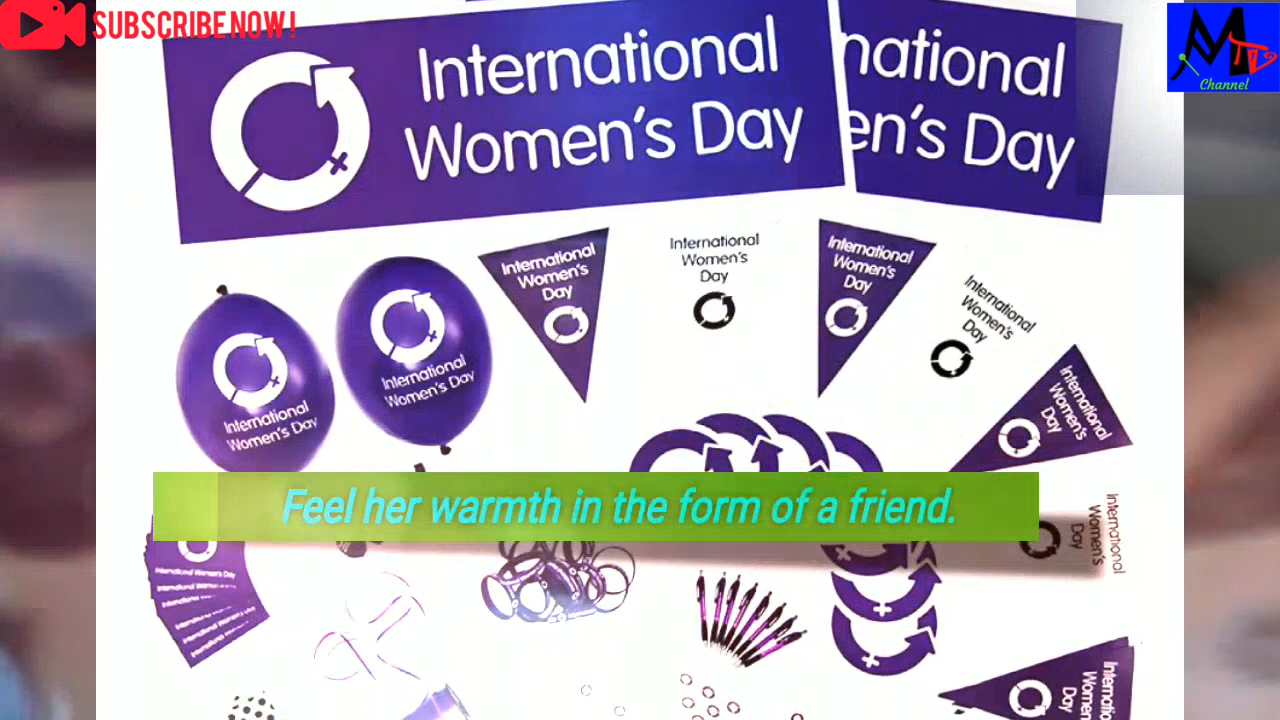 SUBSCRIBE NOW!
MTV
Channel
International
Women's Day
national
en's Day
International
Women's
Day
International
Women's
Day
International
Women's
Day
International
Women's
Day
International
Women's Day
International
Women's Day
International
Women's
Day
Feel her warmth in the form of a friend.
International
Women's
Day
International Women's Day